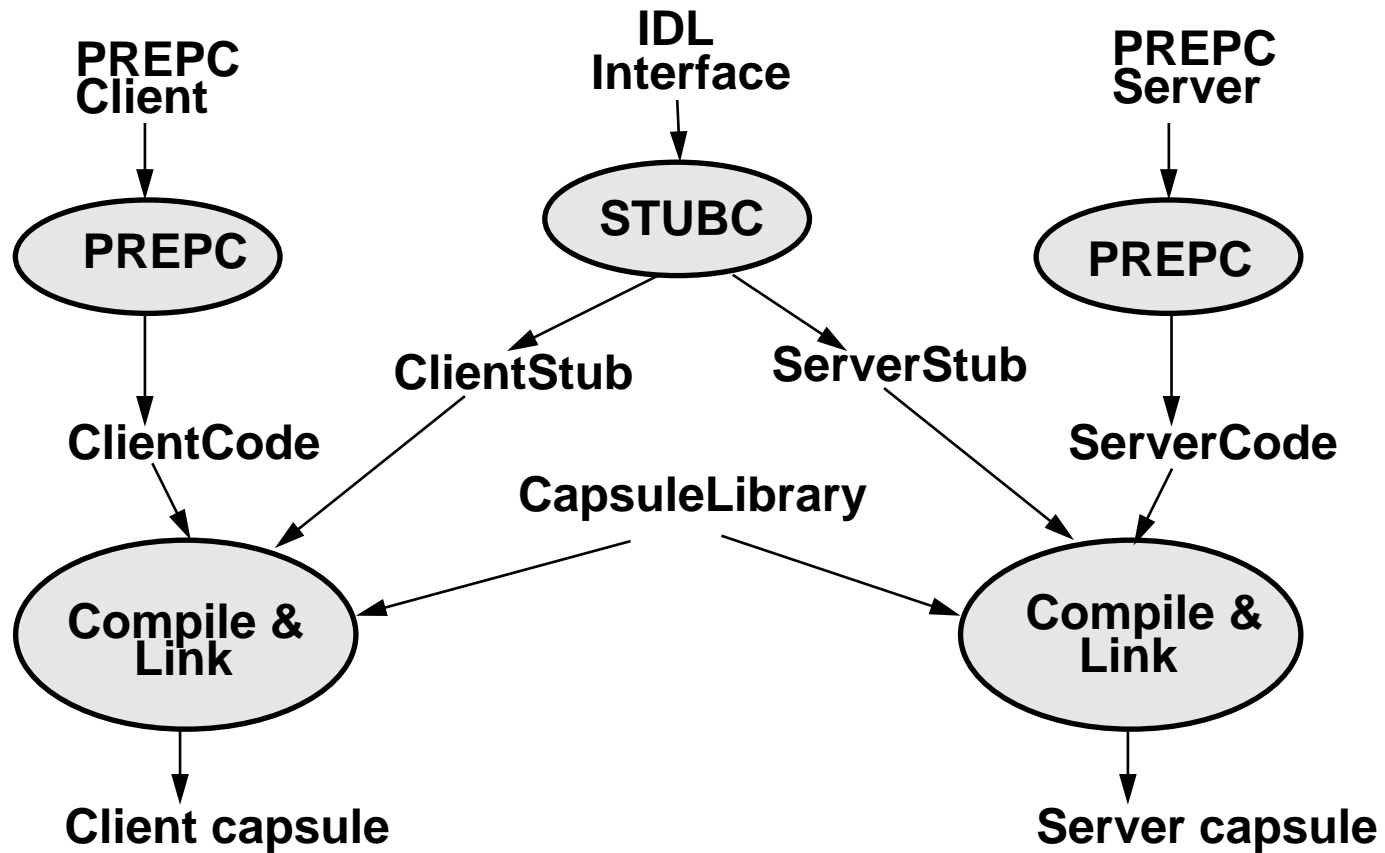 PREPC
Client
IDL
Interface
PREPC
Server
PREPC
STUBC
PREPC
ClientStub
ServerStub
ClientCode
ServerCode
CapsuleLibrary
Compile &
Link
Compile &
Link
Client capsule
Server capsule